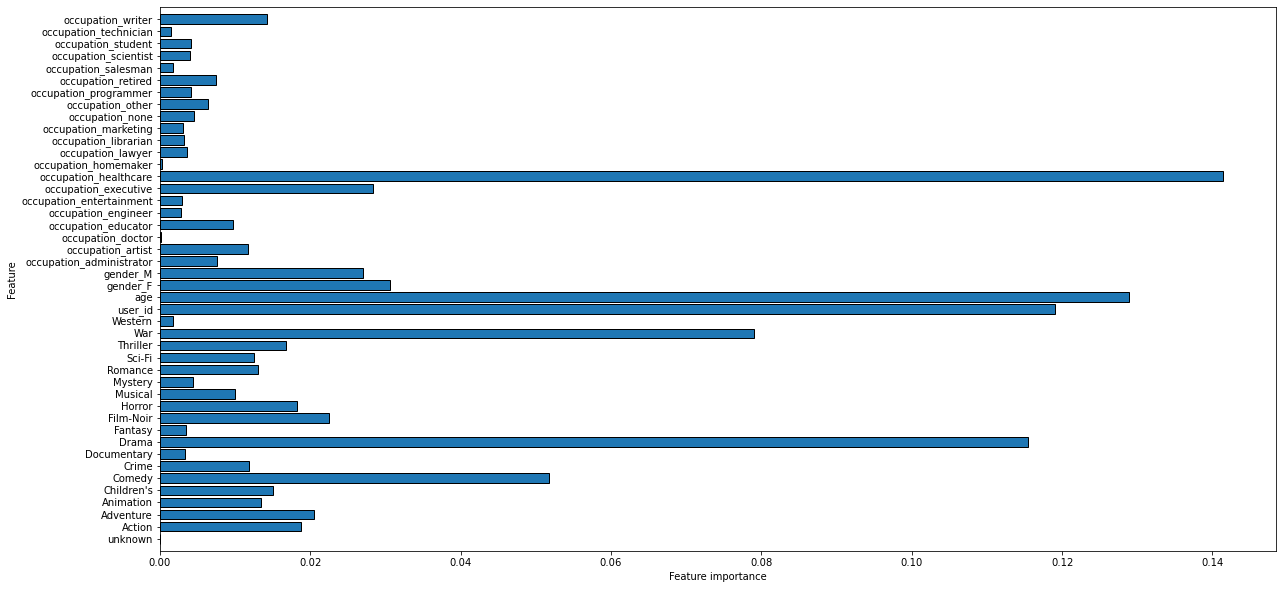 occupation_writer
occupation_technician
occupation_student
occupation_scientist
occupation_salesman
occupation_retired
occupation_programmer
occupation_other
occupation_none
occupation_marketing
occupation_librarian
occupation_lawyer
occupation_homemaker
occupation_healthcare
occupation_executive
occupation_entertainment
occupation_engineer
occupation_educator
occupation_doctor
occupation_artist
occupation_administrator
gender_M
gender_F
age
user_id
Western
War
Thriller
Sci-Fi
Romance
Mystery
Musical
Horror
Film-Noir
Fantasy
Drama
Documentary
Crime
Comedy
Children's
Animation
Adventure
Action
unknown
Feature
0.00 0.02 0.04 0.06 0.08 0.10 0.12 0.14
Feature importance